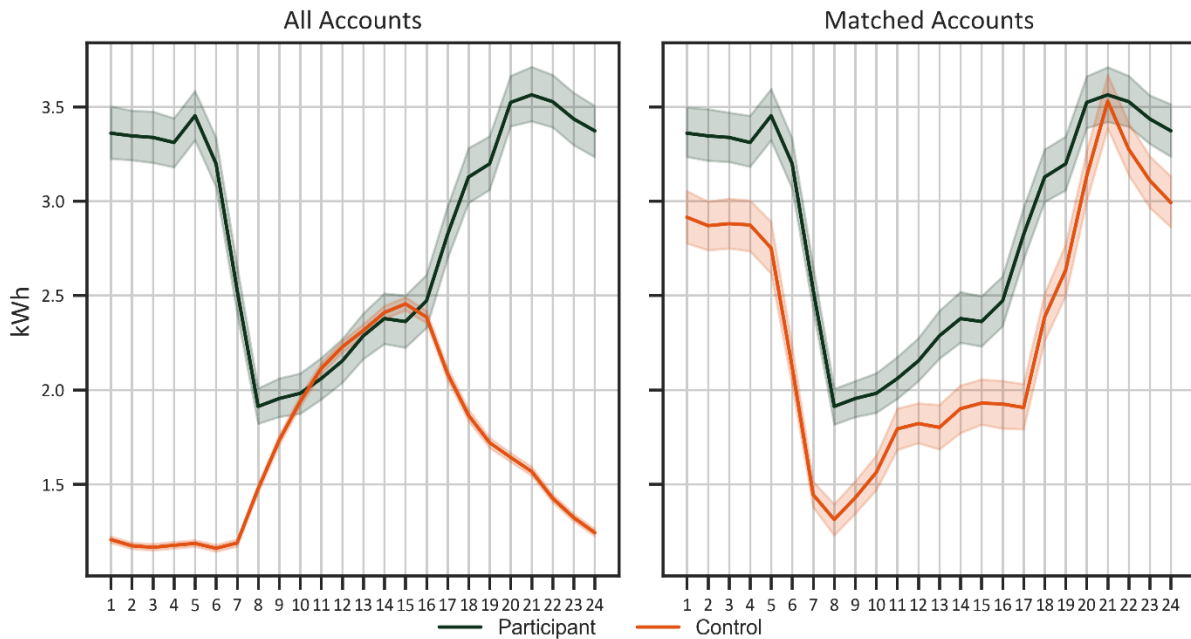 All Accounts
Matched Accounts
kWh
3.5
3.0
2.5
2.0
1.5
1 2 3 4 5 6 7 8 9 10 11 12 13 14 15 16 17 18 19 20 21 22 23 24
1 2 3 4 5 6 7 8 9 10 11 12 13 14 15 16 17 18 19 20 21 22 23 24
Participant
Control